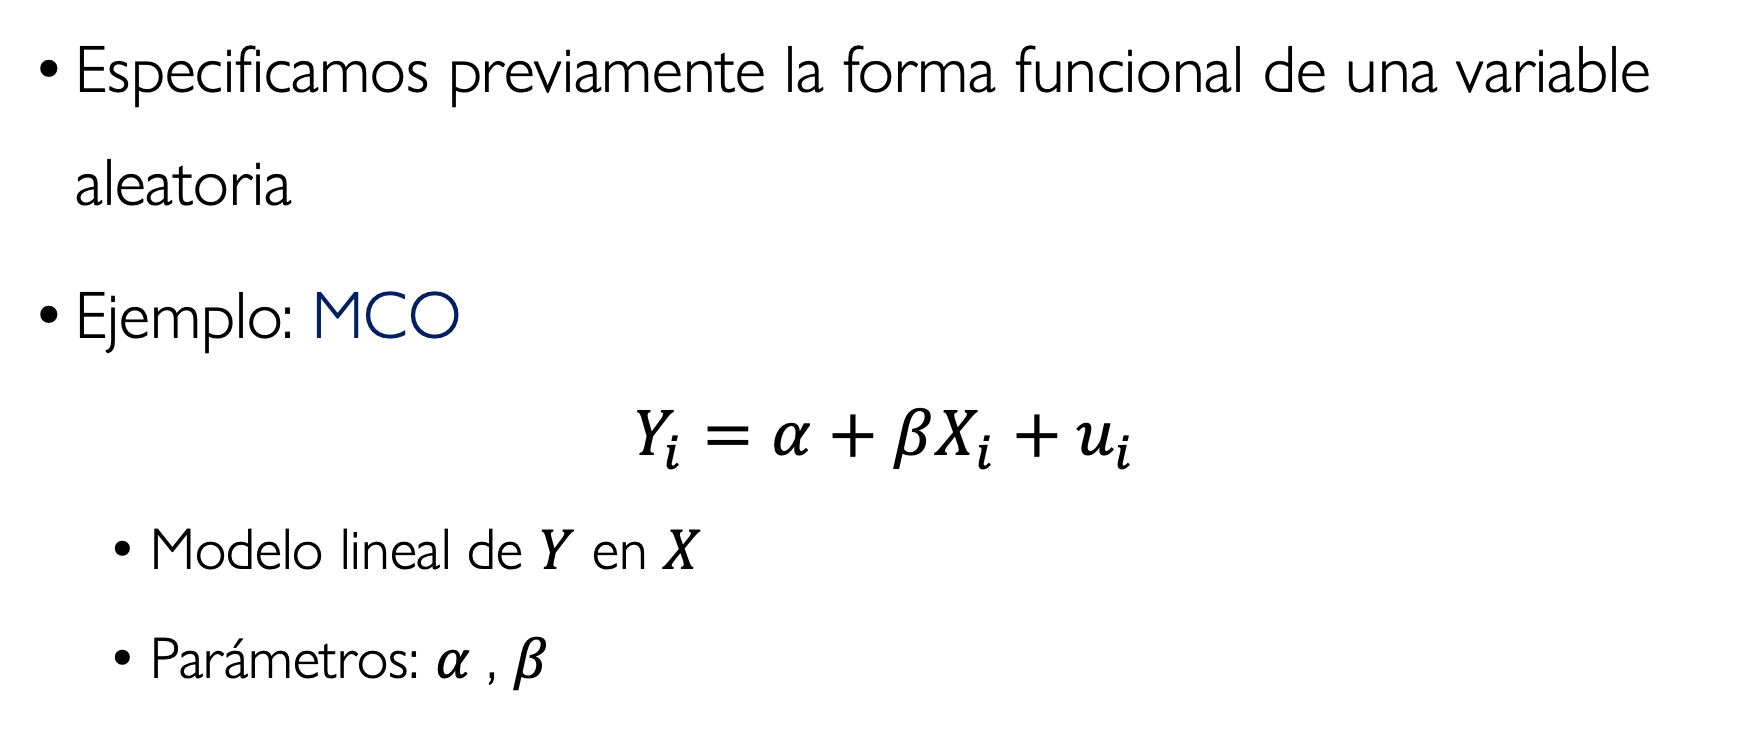 • Especificamos previamente la forma funcional de una variable
aleatoria
• Ejemplo: MCO
Yᵢ = α + βXᵢ + uᵢ
• Modelo lineal de Y en X
• Parámetros: α , β